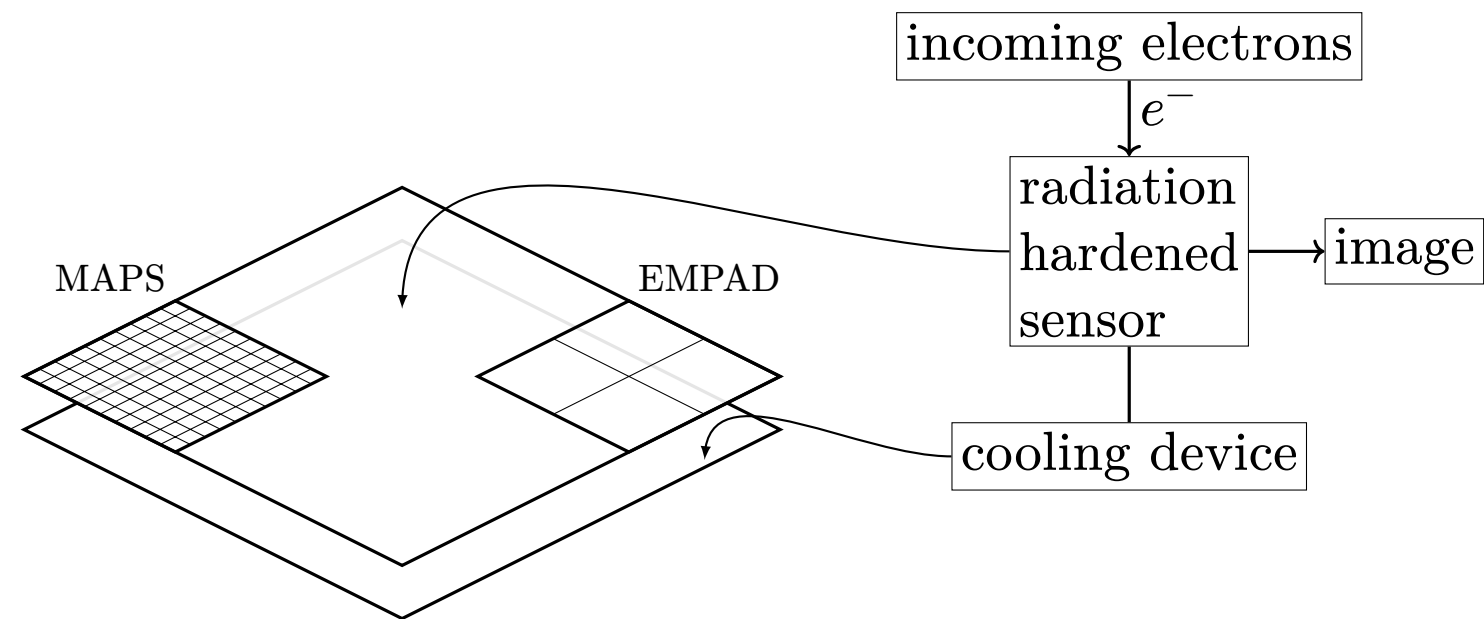 incoming electrons
e⁻
radiation
hardened
sensor
image
MAPS
EMPAD
cooling device